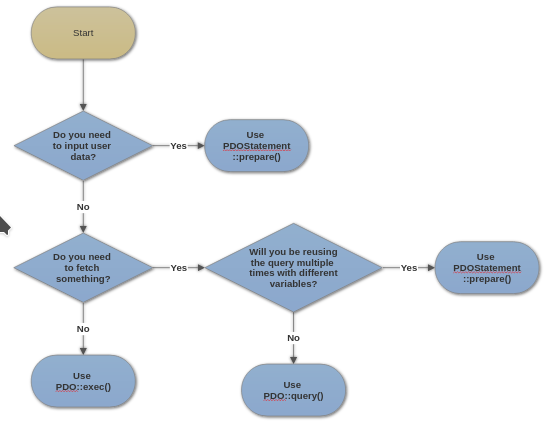 Start
Do you need
to input user
data?
Yes
Use
PDOStatement
::prepare()
No
Do you need
to fetch
something?
Yes
Will you be reusing
the query multiple
times with different
variables?
Yes
Use
PDOStatement
::prepare()
No
No
Use
PDO::exec()
Use
PDO::query()